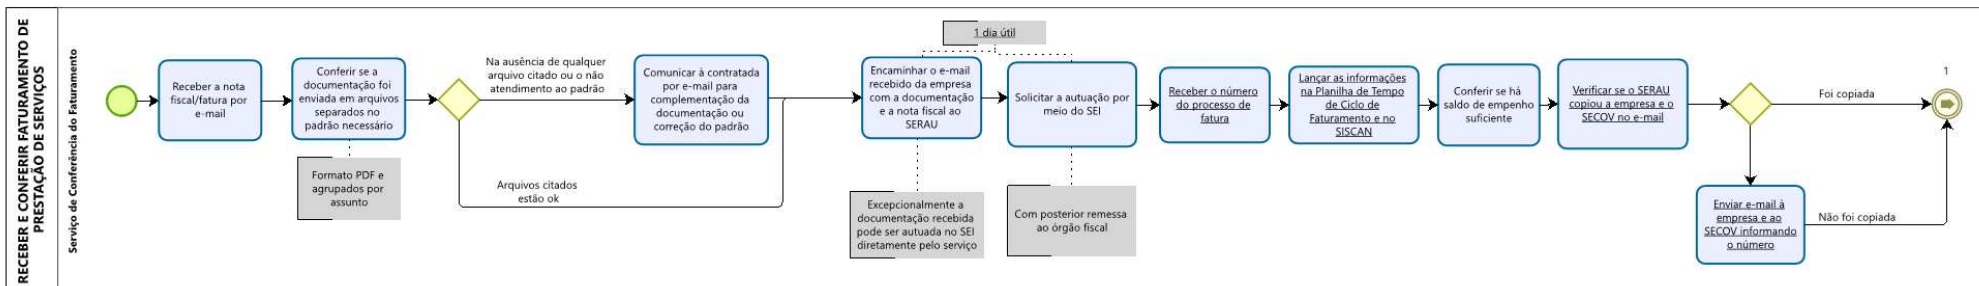 RECEBER E CONFERIR FATURAMENTO DE
PRESTAÇÃO DE SERVIÇOS
Serviço de Conferência do Faturamento
Receber a nota
fiscal/fatura por
e-mail
Conferir se a
documentação foi
enviada em arquivos
separados no
padrão necessário
Formato PDF e
agrupados por
assunto
Na ausência de qualquer
arquivo citado ou o não
atendimento ao padrão
Arquivos citados
estão ok
Comunicar à contratada
por e-mail para
complementação da
documentação ou
correção do padrão
1 dia útil
Encaminhar o e-mail
recebido da empresa
com a documentação
e a nota fiscal ao
SERAU
Excepcionalmente a
documentação recebida
pode ser autuada no SEI
diretamente pelo serviço
Solicitar a autuação por
meio do SEI
Com posterior remessa
ao órgão fiscal
Receber o número
do processo de
fatura
Lançar as informações
na Planilha de Tempo
de Ciclo de
Faturamento e no
SISCAN
Conferir se há
saldo de empenho
suficiente
Verificar se o SERAU
copiou a empresa e o
SECOV no e-mail
Foi copiada
1
Enviar e-mail à
empresa e ao
SECOV informando
o número
Não foi copiada